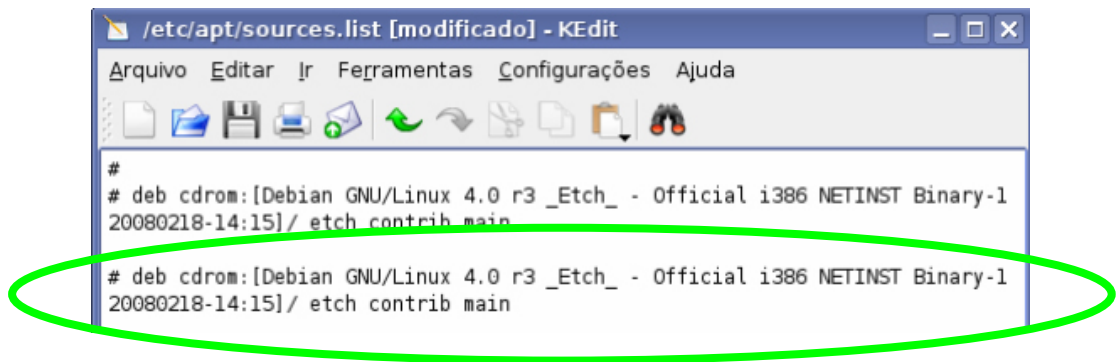 /etc/apt/sources.list [modificado] - KEdit
Arquivo Editar Ir Ferramentas Configurações Ajuda
#
# deb cdrom:[Debian GNU/Linux 4.0 r3 _Etch_ - Official i386 NETINST Binary-1
20080218-14:15]/ etch contrib main
# deb cdrom:[Debian GNU/Linux 4.0 r3 _Etch_ - Official i386 NETINST Binary-1
20080218-14:15]/ etch contrib main